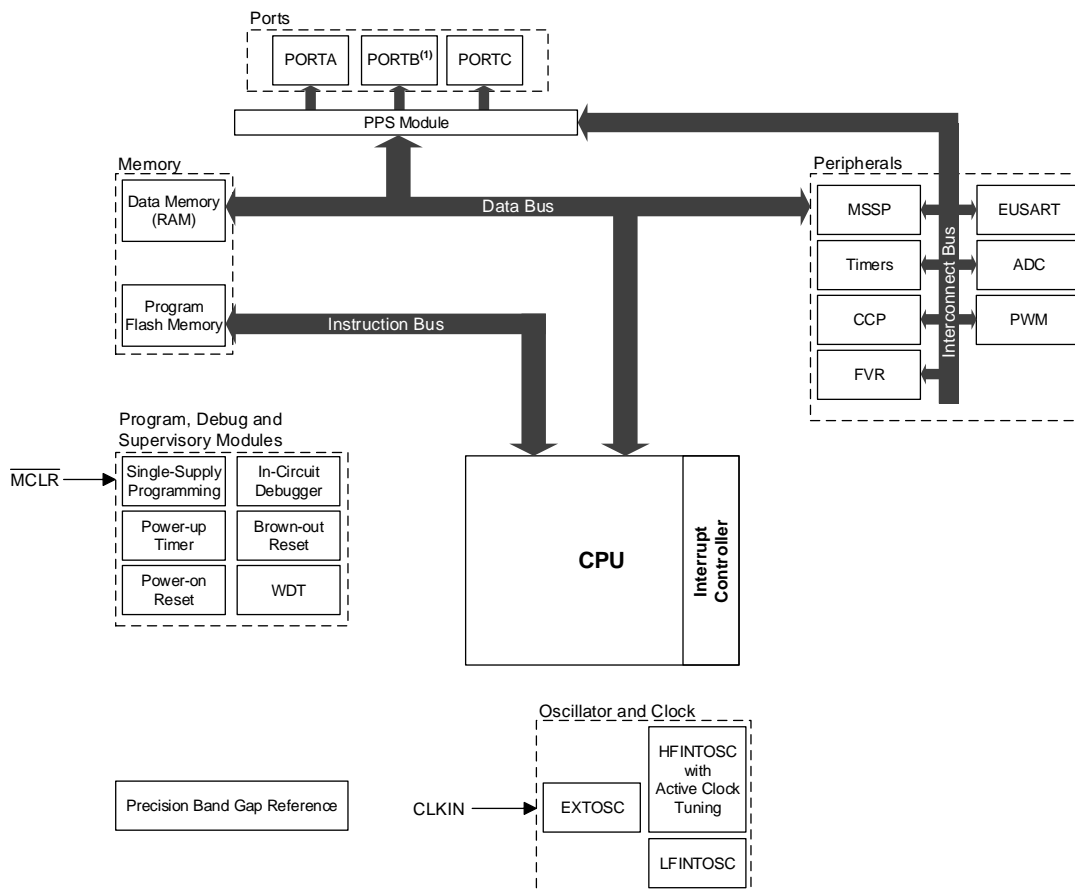 Ports
PORTA
PORTB(1)
PORTC
PPS Module
Memory
Data Memory
(RAM)
Program
Flash Memory
Data Bus
Instruction Bus
Peripherals
MSSP
EUSART
Timers
ADC
CCP
PWM
FVR
Interconnect Bus
Program, Debug and
Supervisory Modules
MCLR
Single-Supply
Programming
In-Circuit
Debugger
Power-up
Timer
Brown-out
Reset
Power-on
Reset
WDT
CPU
Interrupt
Controller
Oscillator and Clock
HFINTOSC
with
Active Clock
Tuning
CLKIN
EXTOSC
LFINTOSC
Precision Band Gap Reference